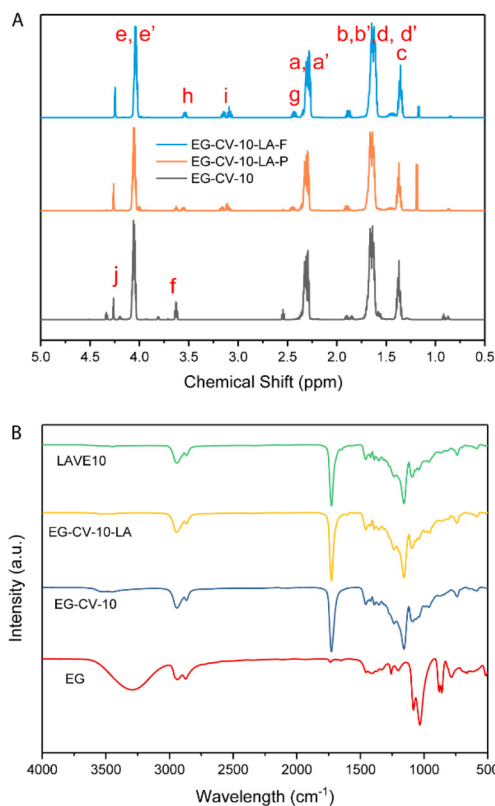 A
e, e'
a, a'
b,b'
d, d'
c
h
i
g
EG-CV-10-LA-F
EG-CV-10-LA-P
EG-CV-10
j
f
5.0 4.5 4.0 3.5 3.0 2.5 2.0 1.5 1.0 0.5
Chemical Shift (ppm)
B
LAVE10
EG-CV-10-LA
EG-CV-10
EG
Intensity (a.u.)
4000 3500 3000 2500 2000 1500 1000 500
Wavelength (cm⁻¹)